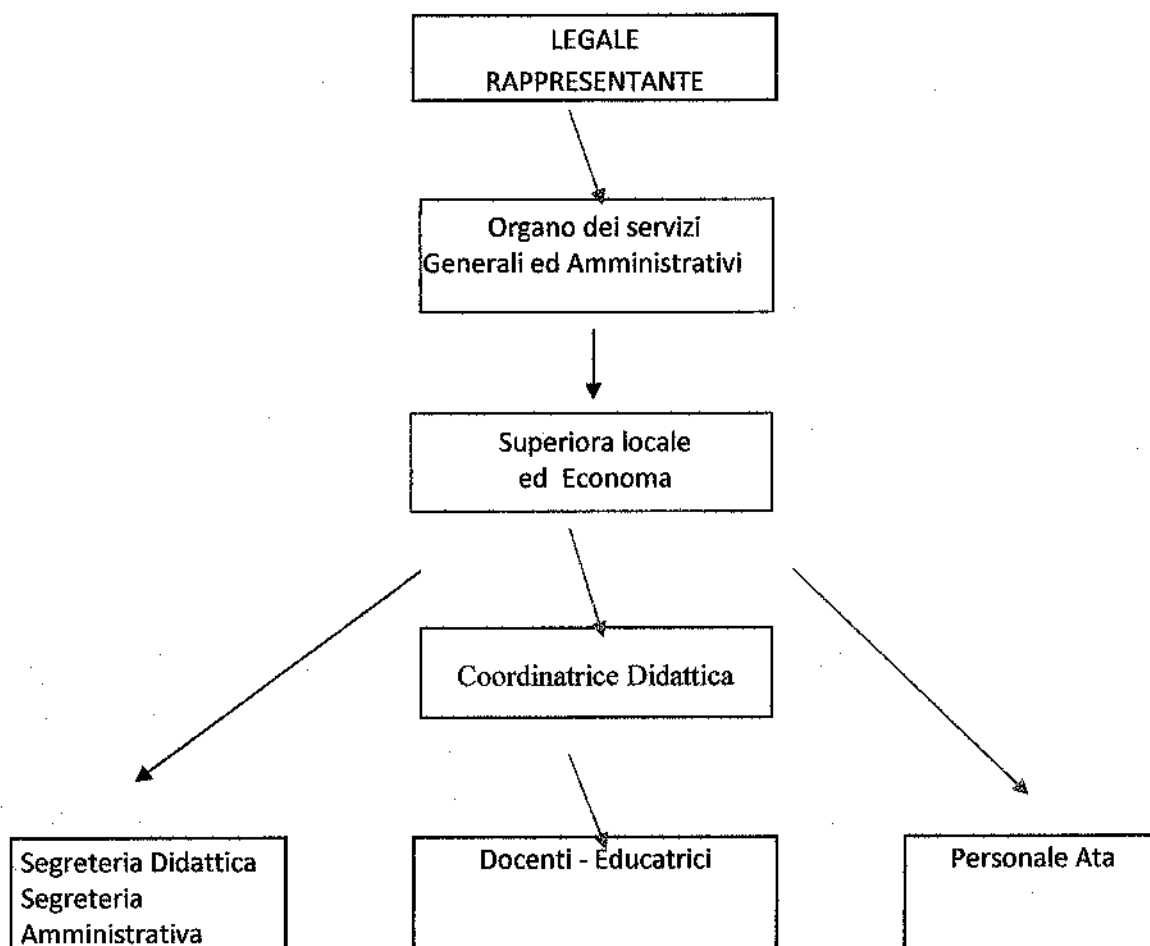 LEGALE
RAPPRESENTANTE
Organo dei servizi
Generali ed Amministrativi
Superiora locale
ed Economa
Coordinatrice Didattica
Segreteria Didattica
Segreteria
Amministrativa
Docenti - Educatrici
Personale Ata